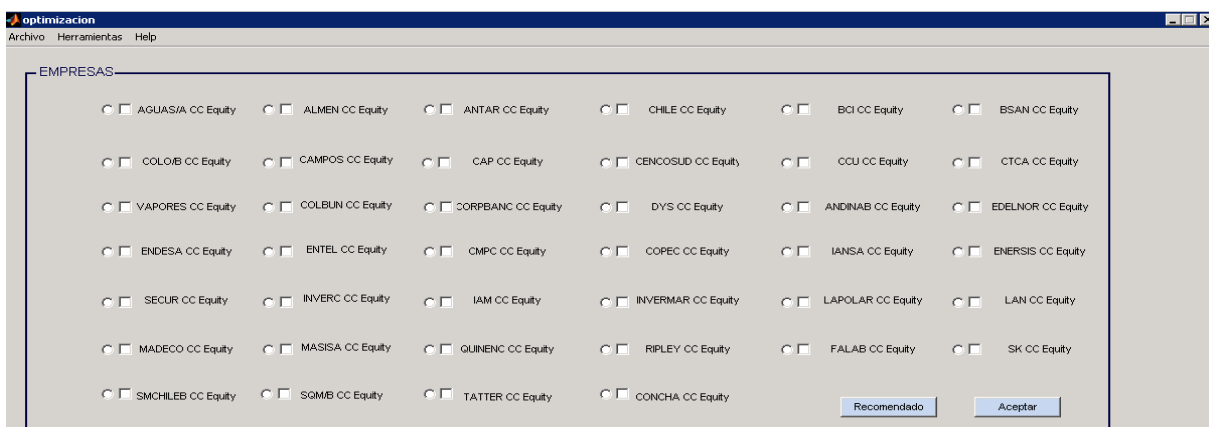 optimizacion
Archivo Herramientas Help
EMPRESAS
AGUAS/A CC Equity ALMEN CC Equity ANTAR CC Equity CHILE CC Equity BCI CC Equity BSAN CC Equity
COLO/B CC Equity CAMPOS CC Equity CAP CC Equity CENCOSUD CC Equity CCU CC Equity CTCA CC Equity
VAPORES CC Equity COLBUN CC Equity CORPBANC CC Equity DYS CC Equity ANDINAB CC Equity EDELNOR CC Equity
ENDESA CC Equity ENTEL CC Equity CMPC CC Equity COPEC CC Equity IANSA CC Equity ENERSIS CC Equity
SECUR CC Equity INVERC CC Equity IAM CC Equity INVERMAR CC Equity LAPOLAR CC Equity LAN CC Equity
MADECO CC Equity MASISA CC Equity QUINENC CC Equity RIPLEY CC Equity FALAB CC Equity SK CC Equity
SMCHILEB CC Equity SQM/B CC Equity TATTER CC Equity CONCHA CC Equity
Recomendado Aceptar